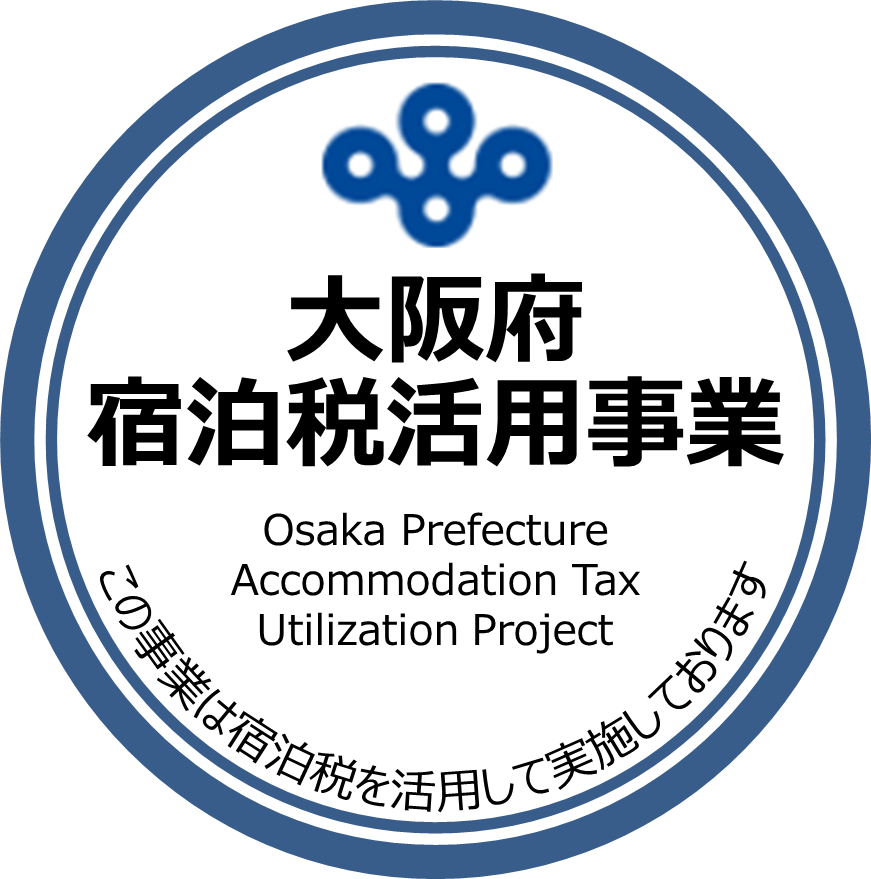 大阪府
宿泊税活用事業
Osaka Prefecture
Accommodation Tax
Utilization Project
この事業は宿泊税を活用して実施しております